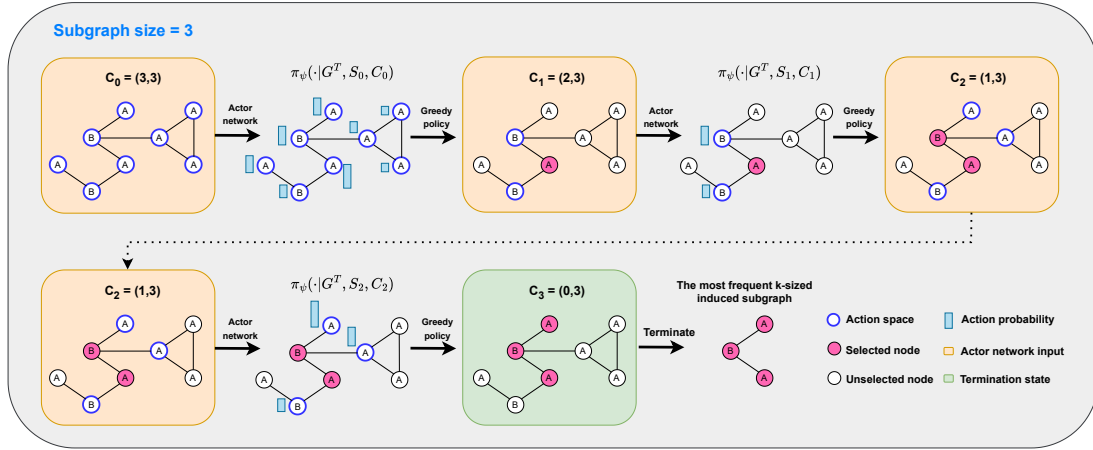 Subgraph size = 3
C₀ = (3,3)
A
B
A
A
A
A
A
B
Actor
network
π_ψ(·|G^T, S₀, C₀)
A
B
A
A
A
A
A
B
Greedy
policy
C₁ = (2,3)
A
B
A
A
A
A
A
B
Actor
network
π_ψ(·|G^T, S₁, C₁)
A
B
A
A
A
A
A
B
Greedy
policy
C₂ = (1,3)
A
B
A
A
A
A
A
B
C₂ = (1,3)
A
B
A
A
A
A
A
B
Actor
network
π_ψ(·|G^T, S₂, C₂)
A
B
A
A
A
A
A
B
Greedy
policy
C₃ = (0,3)
A
B
A
A
A
A
A
B
Terminate
The most frequent k-sized
induced subgraph
A
B
A
Action space
Action probability
Selected node
Actor network input
Unselected node
Termination state